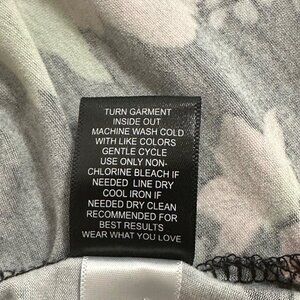 TURN GARMENT
INSIDE OUT
MACHINE WASH COLD
WITH LIKE COLORS
GENTLE CYCLE
USE ONLY NON-
CHLORINE BLEACH IF
NEEDED LINE DRY
COOL IRON IF
NEEDED DRY CLEAN
RECOMMENDED FOR
BEST RESULTS
WEAR WHAT YOU LOVE